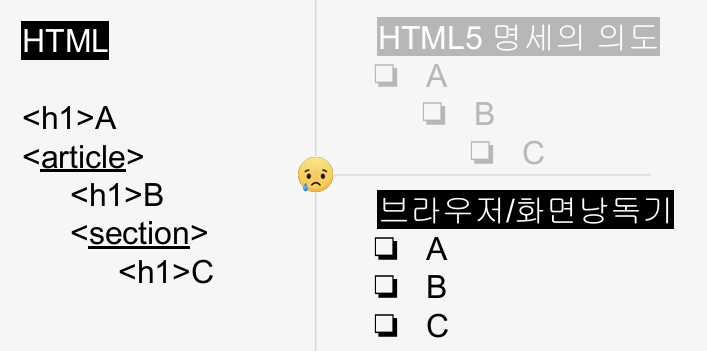 HTML
<h1>A
<article>
<h1>B
<section>
<h1>C
HTML5 명세의 의도
❏ A
❏ B
❏ C
브라우저/화면낭독기
❏ A
❏ B
❏ C